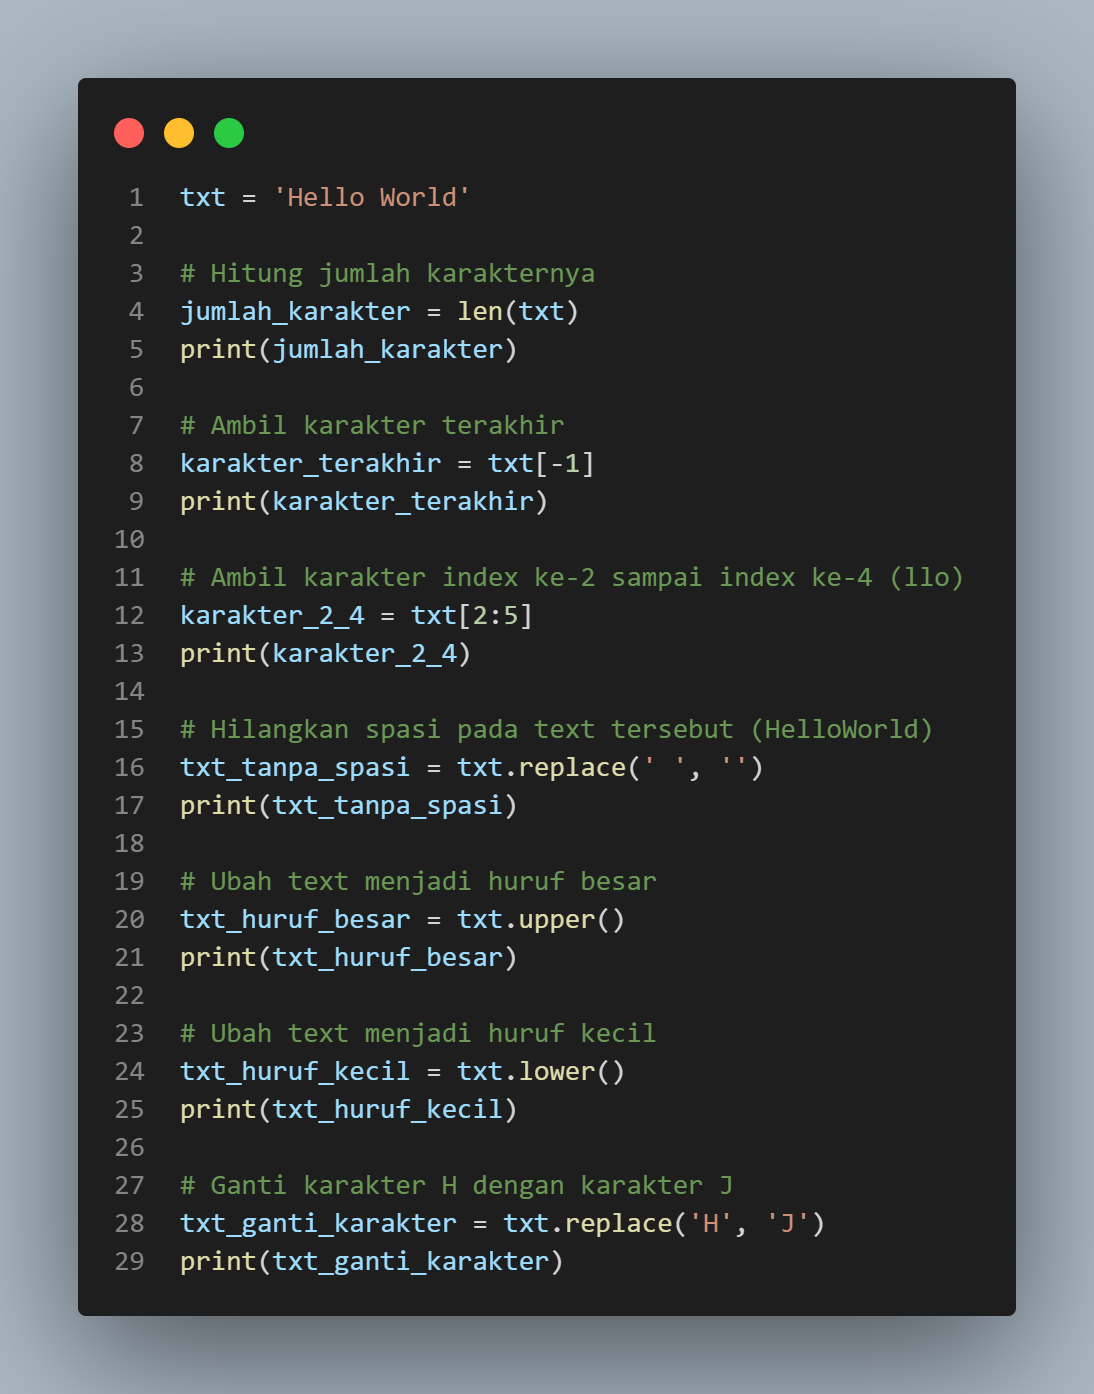 1 txt = 'Hello World'
2
3 # Hitung jumlah karakternya
4 jumlah_karakter = len(txt)
5 print(jumlah_karakter)
6
7 # Ambil karakter terakhir
8 karakter_terakhir = txt[-1]
9 print(karakter_terakhir)
10
11 # Ambil karakter index ke-2 sampai index ke-4 (llo)
12 karakter_2_4 = txt[2:5]
13 print(karakter_2_4)
14
15 # Hilangkan spasi pada text tersebut (HelloWorld)
16 txt_tanpa_spasi = txt.replace(' ', '')
17 print(txt_tanpa_spasi)
18
19 # Ubah text menjadi huruf besar
20 txt_huruf_besar = txt.upper()
21 print(txt_huruf_besar)
22
23 # Ubah text menjadi huruf kecil
24 txt_huruf_kecil = txt.lower()
25 print(txt_huruf_kecil)
26
27 # Ganti karakter H dengan karakter J
28 txt_ganti_karakter = txt.replace('H', 'J')
29 print(txt_ganti_karakter)